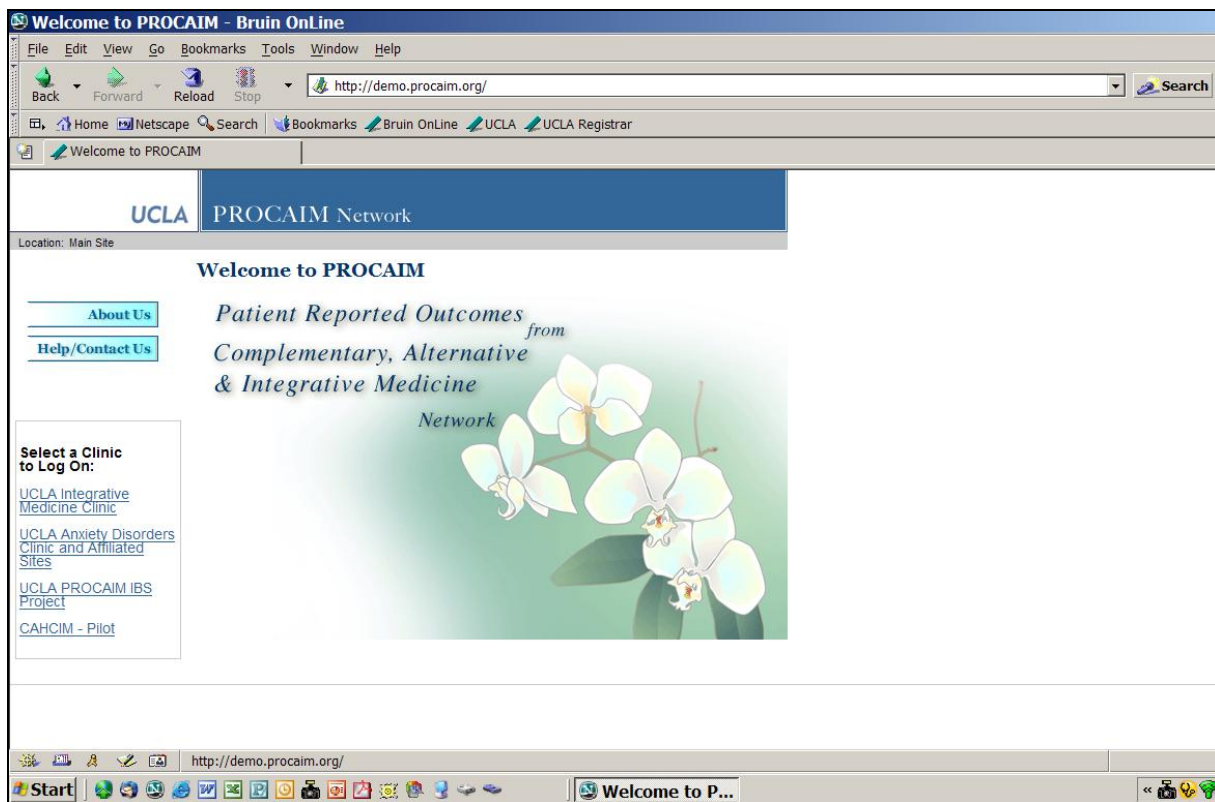 Welcome to PROCAIM - Bruin OnLine
File Edit View Go Bookmarks Tools Window Help
Back Forward Reload Stop http://demo.procaim.org/ Search
Home Netscape Search Bookmarks Bruin OnLine UCLA UCLA Registrar
Welcome to PROCAIM
UCLA PROCAIM Network
Location: Main Site
Welcome to PROCAIM
About Us
Help/Contact Us
Patient Reported Outcomes
from
Complementary, Alternative
& Integrative Medicine
Network
Select a Clinic
to Log On:
UCLA Integrative
Medicine Clinic
UCLA Anxiety Disorders
Clinic and Affiliated
Sites
UCLA PROCAIM IBS
Project
CAHCIM - Pilot
http://demo.procaim.org/
Start Welcome to P...